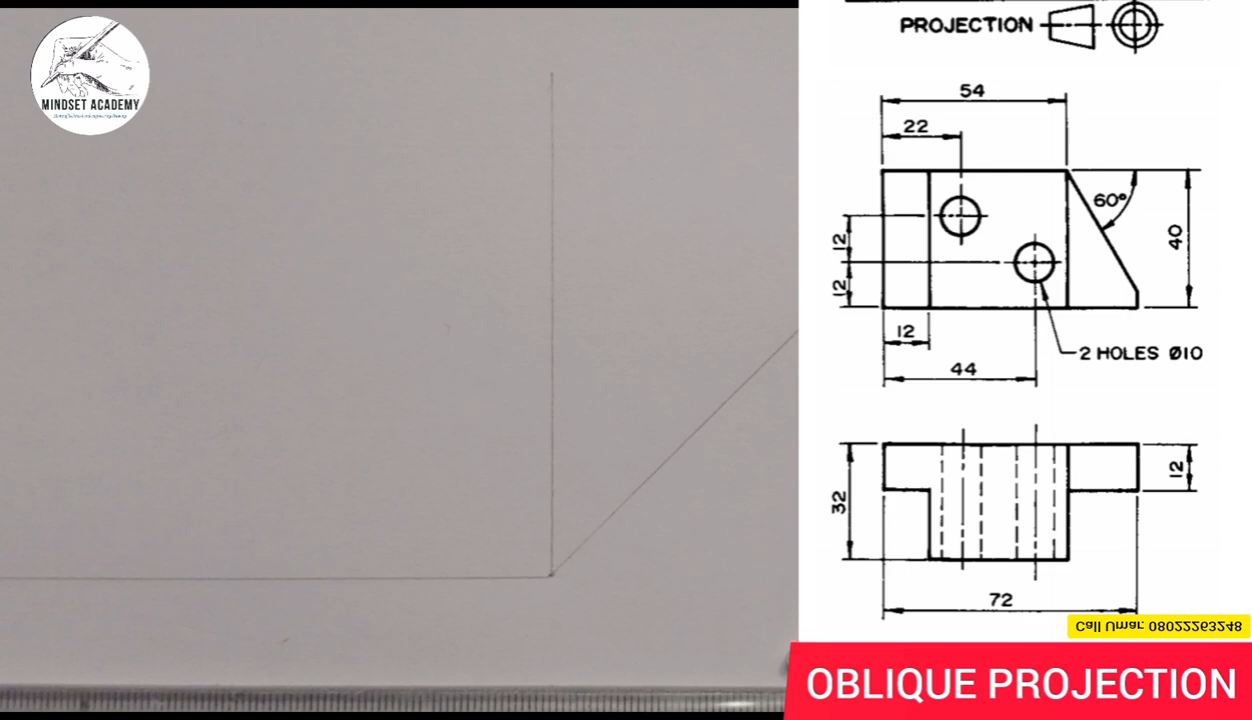 MINDSET ACADEMY
PROJECTION
54
22
60°
12
40
12
12
2 HOLES Ø10
44
12
32
72
Call Umar: 08022263248
OBLIQUE PROJECTION